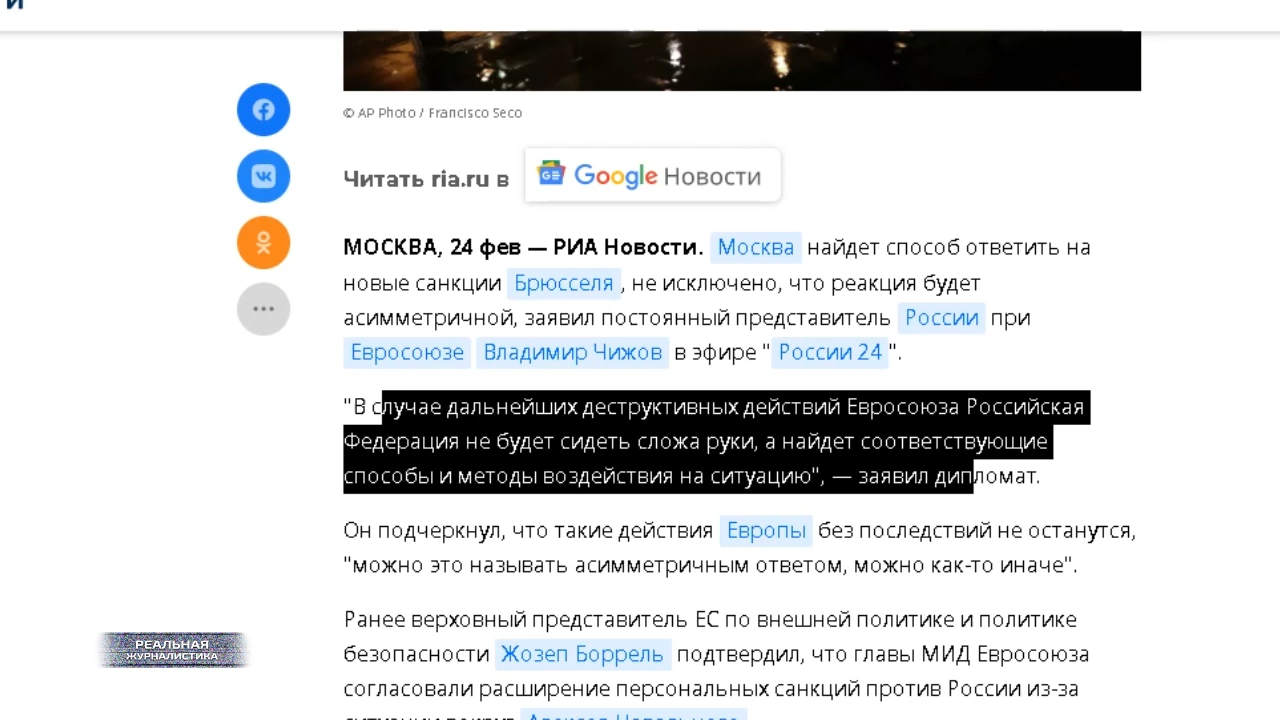 и
© AP Photo / Francisco Seco
Читать ria.ru в
GE Google Новости
МОСКВА, 24 фев — РИА Новости. Москва найдет способ ответить на
новые санкции Брюсселя , не исключено, что реакция будет
асимметричной, заявил постоянный представитель России при
Евросоюзе Владимир Чижов в эфире " России 24 ".
"В случае дальнейших деструктивных действий Евросоюза Российская
Федерация не будет сидеть сложа руки, а найдет соответствующие
способы и методы воздействия на ситуацию", — заявил дипломат.
Он подчеркнул, что такие действия Европы без последствий не останутся,
"можно это называть асимметричным ответом, можно как-то иначе".
Ранее верховный представитель ЕС по внешней политике и политике
РЕАЛЬНАЯ
ЖУРНАЛИСТИКА
безопасности Жозеп Боррель подтвердил, что главы МИД Евросоюза
согласовали расширение персональных санкций против России из-за
ситуации вокруг Алексея Навального